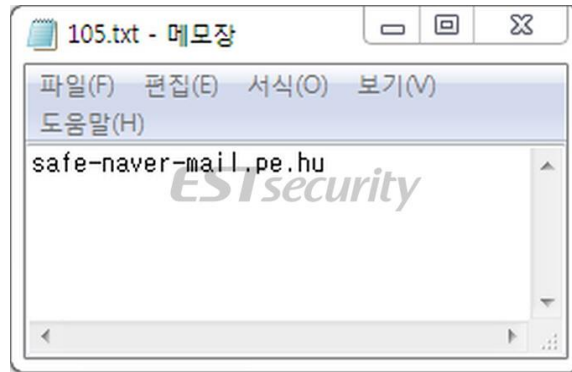 105.txt - 메모장
파일(F) 편집(E) 서식(O) 보기(V)
도움말(H)
safe-naver-mail.pe.hu
ESTsecurity